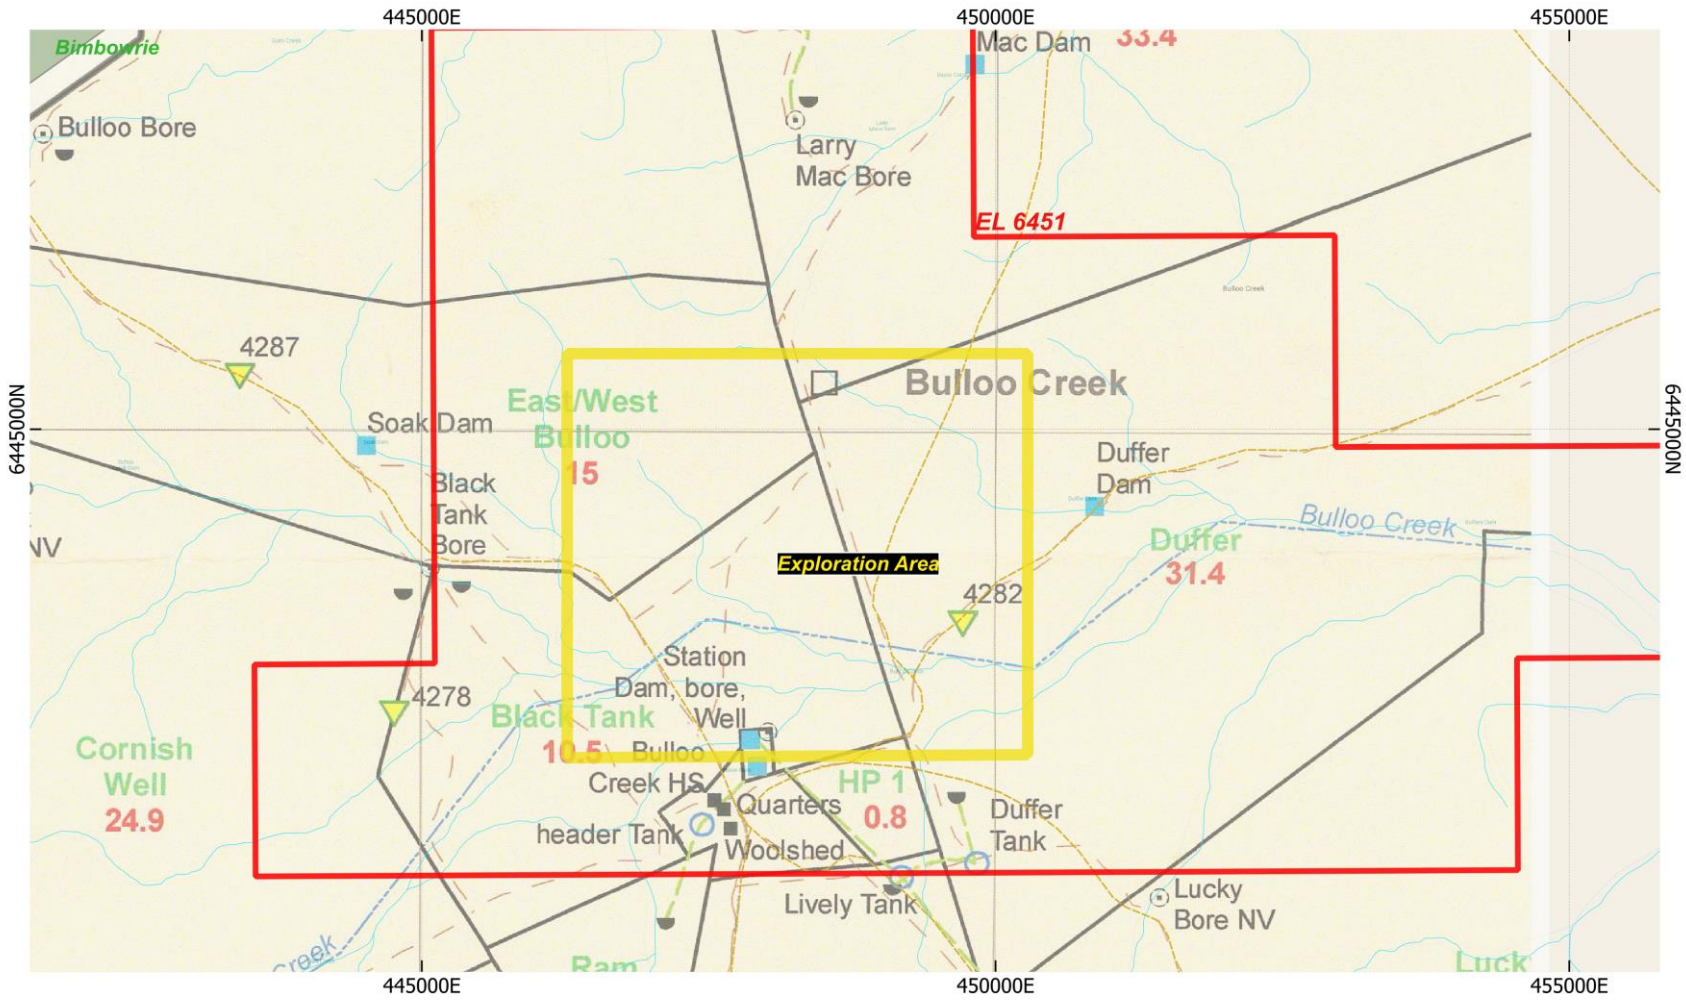 445000E
450000E
455000E
Bimbowrie
Mac Dam
33.4
Bulloo Bore
Larry
Mac Bore
EL 6451
Bulloo Creek
4287
East/West
Bulloo
15
Bulloo Creek
Soak Dam
6445000N
6445000N
Black
Tank
Bore
Duffer
Dam
Bulloo Creek
Duffer
31.4
NV
Exploration Area
4282
Station
Dam, bore,
Well
4278
Black Tank
10.5
Bulloo
Creek HS
Cornish
Well
24.9
HP 1
0.8
Quarters
header Tank
Woolshed
Duffer
Tank
Lively Tank
Lucky
Bore NV
Creek
Ram
Luck
445000E
450000E
455000E